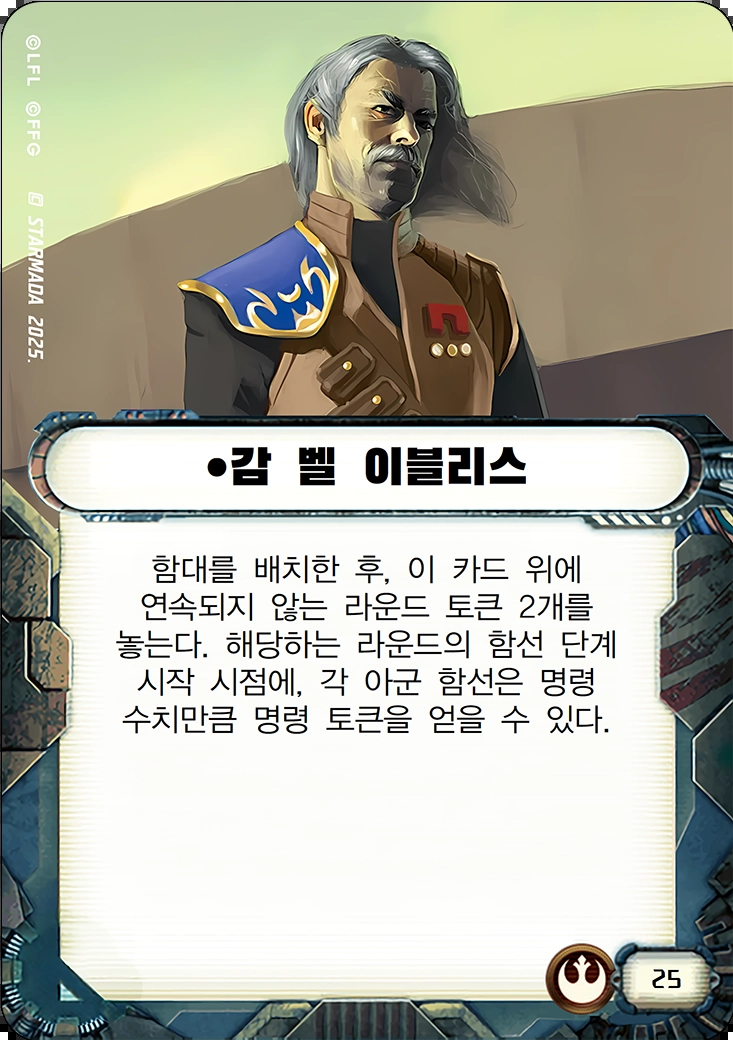 ©LFL ©FFG
STARMADA 2025.
•감 벨 이블리스
함대를 배치한 후, 이 카드 위에
연속되지 않는 라운드 토큰 2개를
놓는다. 해당하는 라운드의 함선 단계
시작 시점에, 각 아군 함선은 명령
수치만큼 명령 토큰을 얻을 수 있다.
25